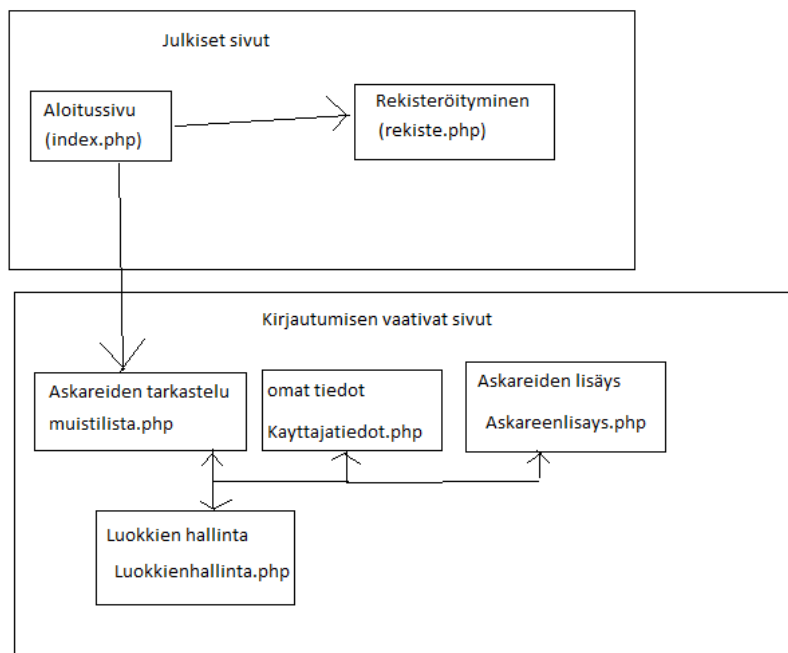 Julkiset sivut
Aloitussivu
(index.php)
Rekisteröityminen
(rekiste.php)
Kirjautumisen vaativat sivut
Askareiden tarkastelu
muistilista.php
omat tiedot
Kayttajatiedot.php
Askareiden lisäys
Askareenlisays.php
Luokkien hallinta
Luokkienhallinta.php